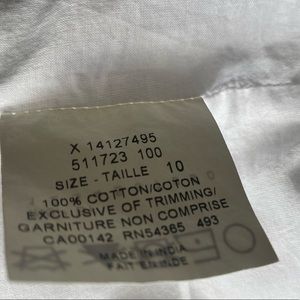 X 14127495
511723 100
SIZE - TAILLE 10
100% COTTON/COTON
EXCLUSIVE OF TRIMMING/
GARNITURE NON COMPRISE
CA00142 RN54365 493
MADE IN INDIA
FAIT EN INDE